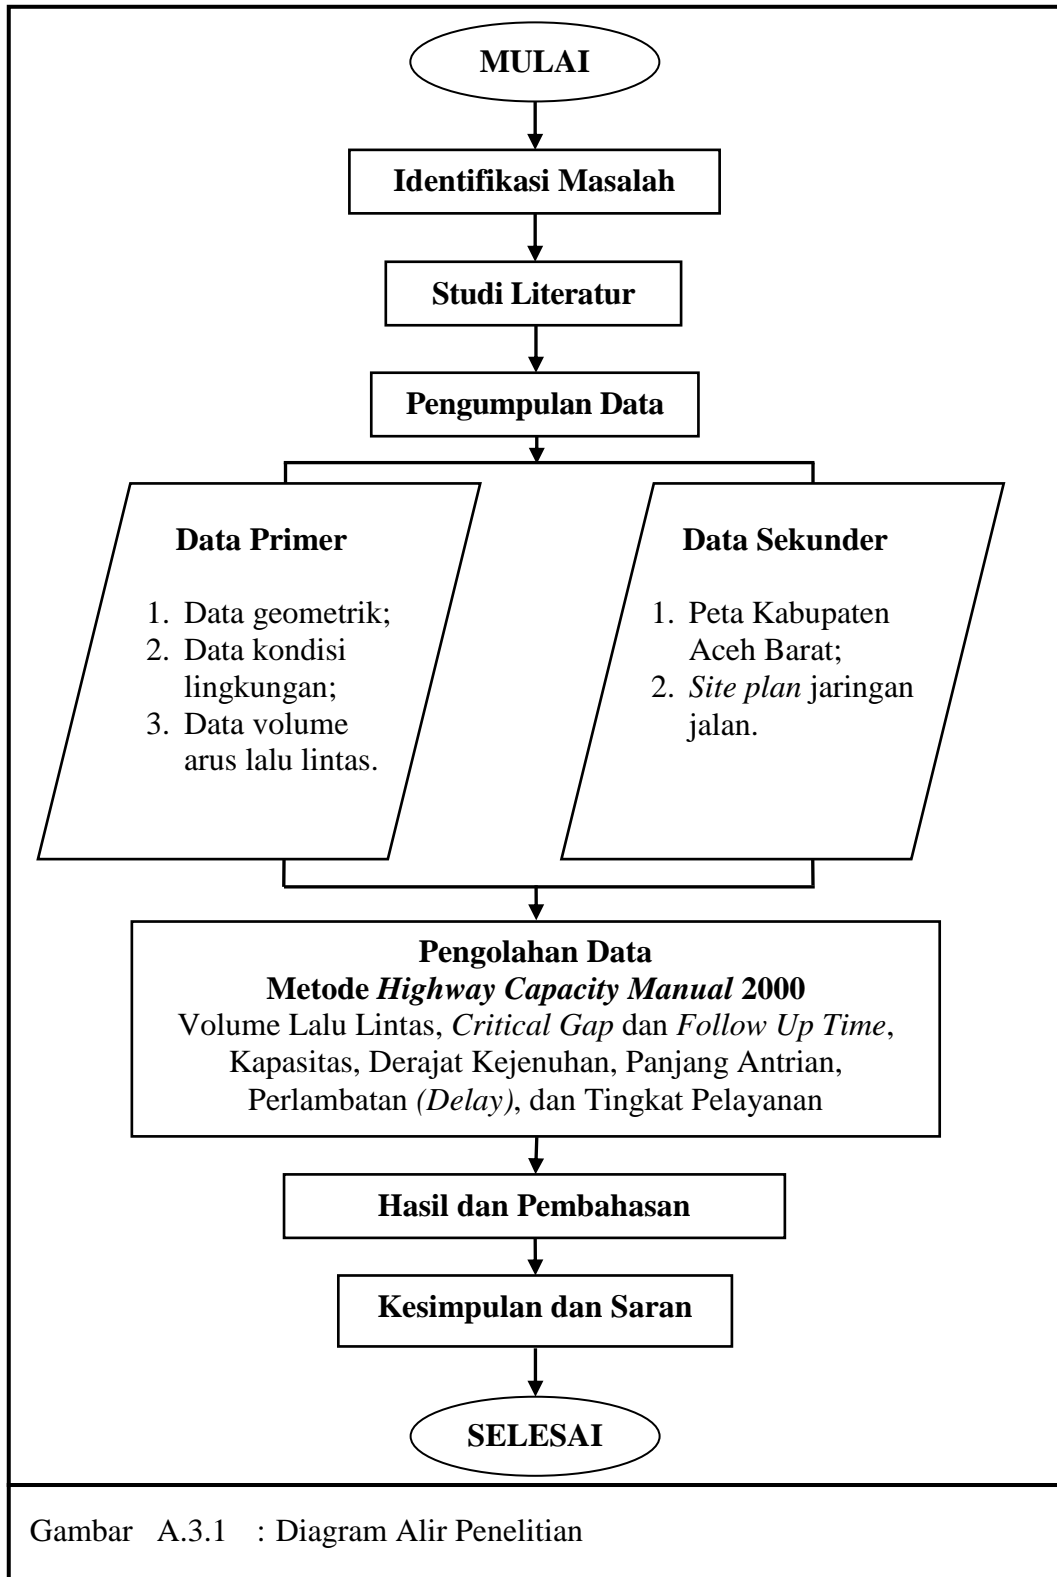 MULAI
Identifikasi Masalah
Studi Literatur
Pengumpulan Data
Data Primer
1. Data geometrik;
2. Data kondisi
lingkungan;
3. Data volume
arus lalu lintas.
Data Sekunder
1. Peta Kabupaten
Aceh Barat;
2. Site plan jaringan
jalan.
Pengolahan Data
Metode Highway Capacity Manual 2000
Volume Lalu Lintas, Critical Gap dan Follow Up Time,
Kapasitas, Derajat Kejenuhan, Panjang Antrian,
Perlambatan (Delay), dan Tingkat Pelayanan
Hasil dan Pembahasan
Kesimpulan dan Saran
SELESAI
Gambar A.3.1 : Diagram Alir Penelitian